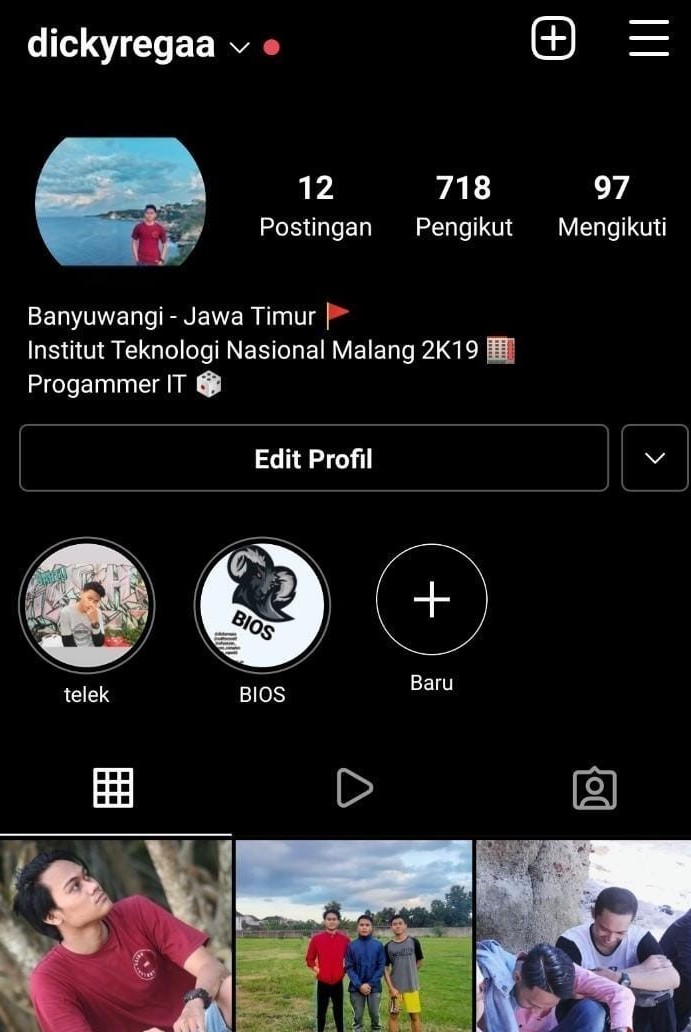 dickyregaa
12 718 97
Postingan Pengikut Mengikuti
Banyuwangi - Jawa Timur
Institut Teknologi Nasional Malang 2K19
Progammer IT
Edit Profil
BIOS
telek
BIOS
Baru